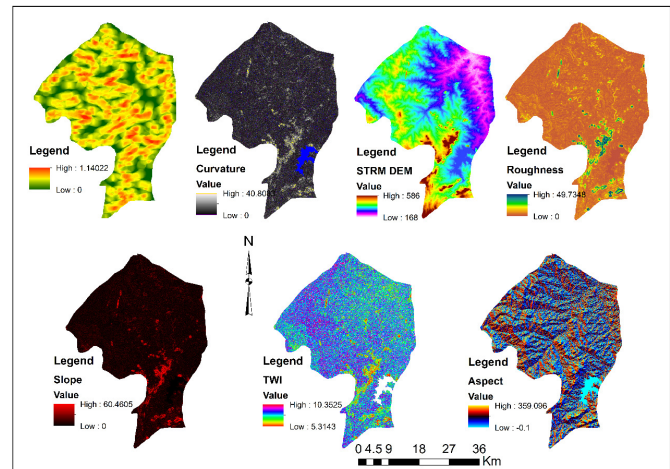 Legend
High : 1.14022
Low : 0
Legend
Curvature
Value
High : 40.80
Low : 0
Legend
STRM DEM
Value
High : 586
Low : 168
Legend
Roughness
Value
High : 49.7348
Low : 0
N
Legend
Slope
Value
High : 60.4605
Low : 0
Legend
TWI
Value
High : 10.3525
Low : 5.3143
Legend
Aspect
Value
High : 359.096
Low : -0.1
0 4.5 9 18 27 36
Km